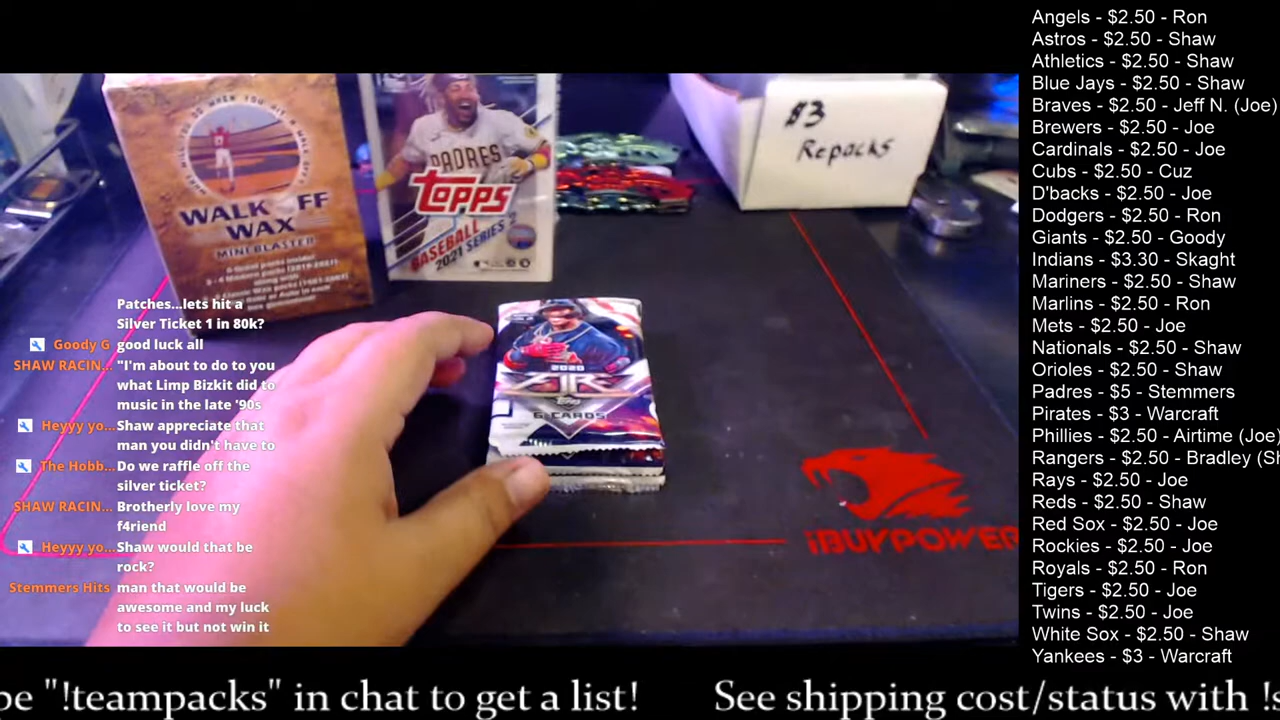 WALK OFF
WAX
MINEBLASTER
PADRES
topps
BASEBALL
2021 SERIES
$3
Repacks
2020
FIRE
topps
6 CARDS
iBUYPOWER
Patches...lets hit a
Silver Ticket 1 in 80k?
Goody G good luck all
SHAW RACIN... "I'm about to do to you
what Limp Bizkit did to
music in the late '90s
Heyyy yo... Shaw appreciate that
man you didn't have to
The Hobb... Do we raffle off the
silver ticket?
SHAW RACIN... Brotherly love my
f4riend
Heyyy yo... Shaw would that be
rock?
Stemmers Hits man that would be
awesome and my luck
to see it but not win it
Angels - $2.50 - Ron
Astros - $2.50 - Shaw
Athletics - $2.50 - Shaw
Blue Jays - $2.50 - Shaw
Braves - $2.50 - Jeff N. (Joe)
Brewers - $2.50 - Joe
Cardinals - $2.50 - Joe
Cubs - $2.50 - Cuz
D'backs - $2.50 - Joe
Dodgers - $2.50 - Ron
Giants - $2.50 - Goody
Indians - $3.30 - Skaght
Mariners - $2.50 - Shaw
Marlins - $2.50 - Ron
Mets - $2.50 - Joe
Nationals - $2.50 - Shaw
Orioles - $2.50 - Shaw
Padres - $5 - Stemmers
Pirates - $3 - Warcraft
Phillies - $2.50 - Airtime (Joe)
Rangers - $2.50 - Bradley (Sh
Rays - $2.50 - Joe
Reds - $2.50 - Shaw
Red Sox - $2.50 - Joe
Rockies - $2.50 - Joe
Royals - $2.50 - Ron
Tigers - $2.50 - Joe
Twins - $2.50 - Joe
White Sox - $2.50 - Shaw
Yankees - $3 - Warcraft
pe "!teampacks" in chat to get a list! See shipping cost/status with !s